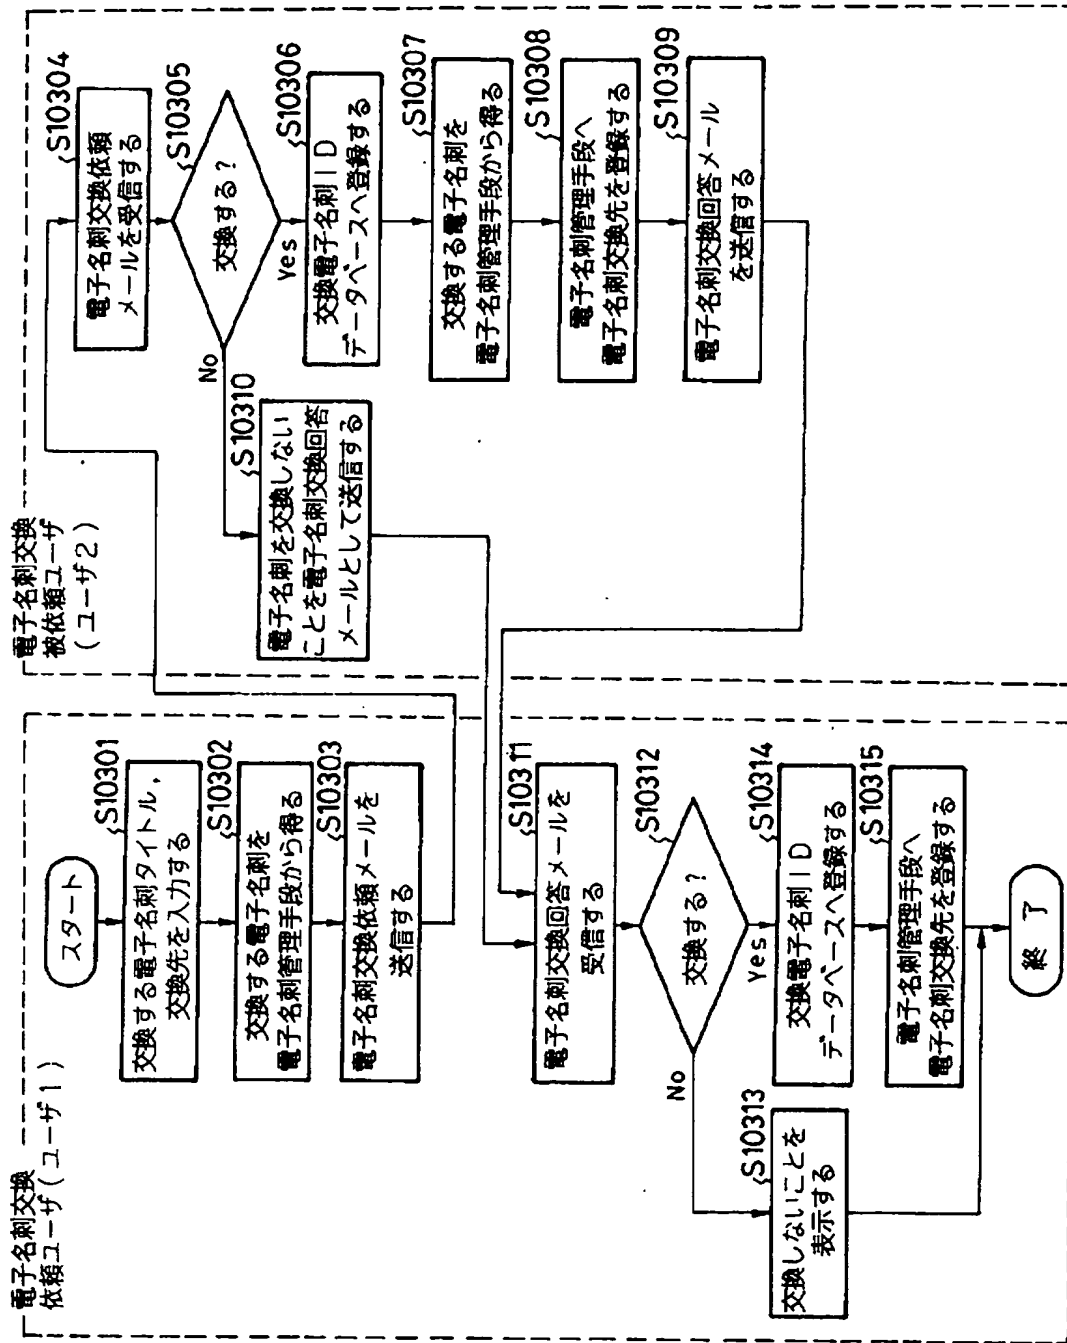 電子名刺交換
依頼ユーザ(ユーザ1)
スタート
S10301
交換する電子名刺タイトル,
交換先を入力する
S10302
交換する電子名刺を
電子名刺管理手段から得る
S10303
電子名刺交換依頼メールを
送信する
S10311
電子名刺交換回答メールを
受信する
S10312
交換する?
No
Yes
S10313
交換しないことを
表示する
S10314
交換電子名刺ID
データベースへ登録する
S10315
電子名刺管理手段へ
電子名刺交換先を登録する
終了
電子名刺交換
被依頼ユーザ
(ユーザ2)
S10304
電子名刺交換依頼
メールを受信する
S10305
交換する?
No
Yes
S10310
電子名刺を交換しない
ことを電子名刺交換回答
メールとして送信する
S10306
交換電子名刺ID
データベースへ登録する
S10307
交換する電子名刺を
電子名刺管理手段から得る
S10308
電子名刺管理手段へ
電子名刺交換先を登録する
S10309
電子名刺交換回答メール
を送信する